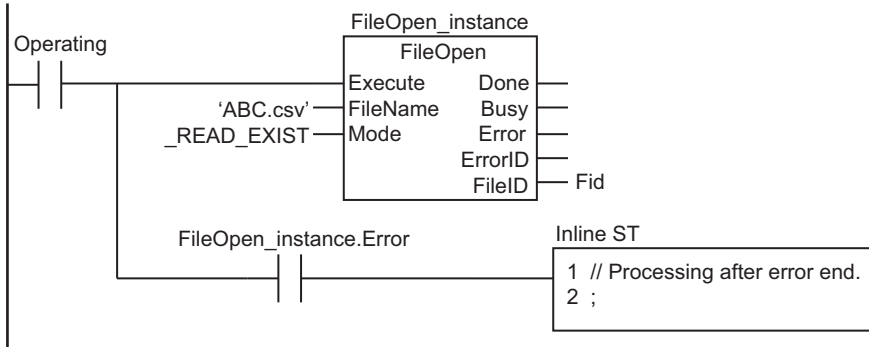 FileOpen_instance
Operating
FileOpen
Execute Done
'ABC.csv' FileName Busy
_READ_EXIST Mode Error
ErrorID
FileID Fid
FileOpen_instance.Error
Inline ST
1 // Processing after error end.
2 ;